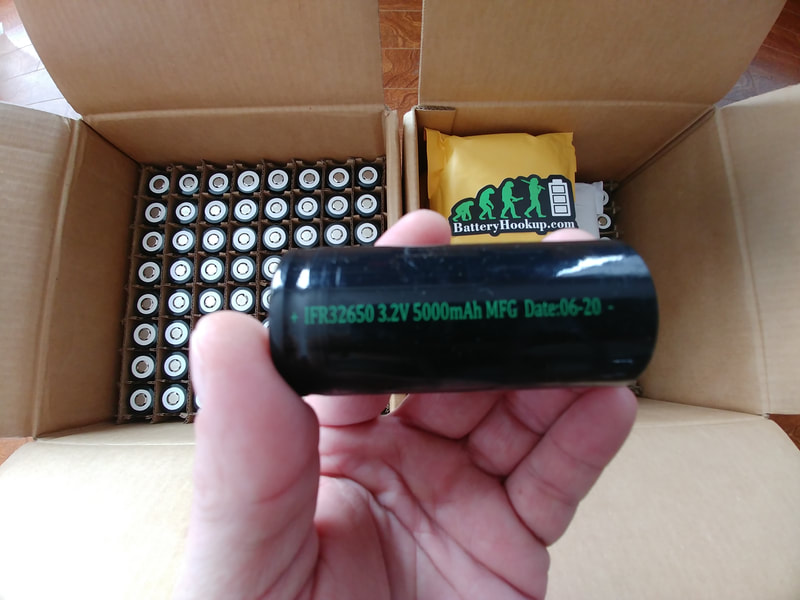 BatteryHookup.com
+ IFR32650 3.2V 5000mAh MFG Date:06-20 -